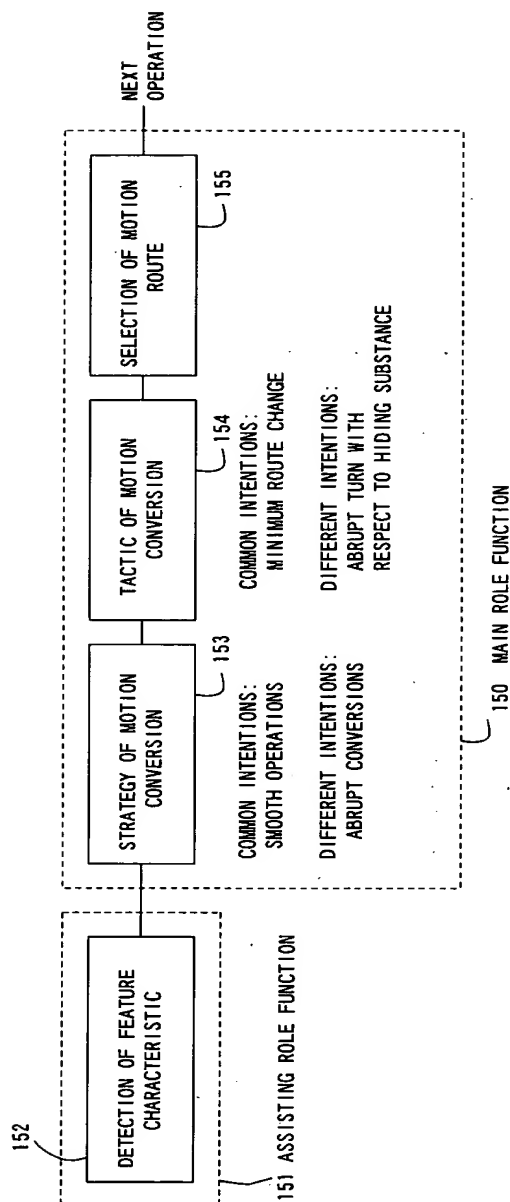 152
DETECTION OF FEATURE
CHARACTERISTIC
151 ASSISTING ROLE FUNCTION
STRATEGY OF MOTION
CONVERSION
153
COMMON INTENTIONS:
SMOOTH OPERATIONS
DIFFERENT INTENTIONS:
ABRUPT CONVERSIONS
TACTIC OF MOTION
CONVERSION
154
COMMON INTENTIONS:
MINIMUM ROUTE CHANGE
DIFFERENT INTENTIONS:
ABRUPT TURN WITH
RESPECT TO HIDING SUBSTANCE
SELECTION OF MOTION
ROUTE
155
NEXT
OPERATION
150 MAIN ROLE FUNCTION